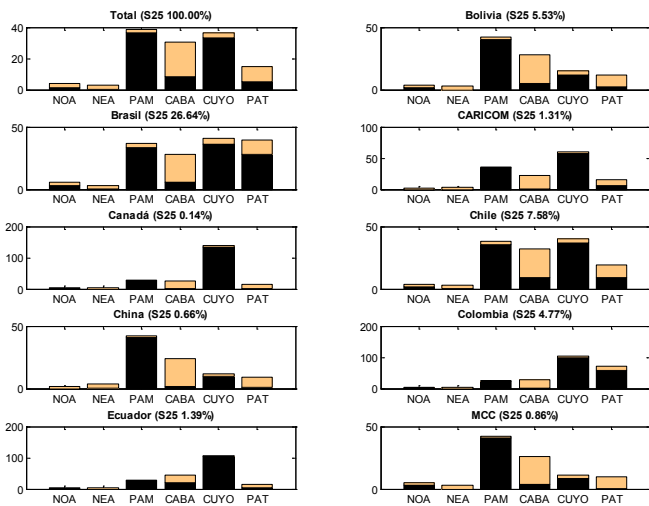 Total (S25 100.00%)
40
20
0
NOA NEA PAM CABA CUYO PAT
Bolivia (S25 5.53%)
50
0
NOA NEA PAM CABA CUYO PAT
Brasil (S25 26.64%)
50
0
NOA NEA PAM CABA CUYO PAT
CARICOM (S25 1.31%)
100
50
0
NOA NEA PAM CABA CUYO PAT
Canadá (S25 0.14%)
200
100
0
NOA NEA PAM CABA CUYO PAT
Chile (S25 7.58%)
50
0
NOA NEA PAM CABA CUYO PAT
China (S25 0.66%)
50
0
NOA NEA PAM CABA CUYO PAT
Colombia (S25 4.77%)
200
100
0
NOA NEA PAM CABA CUYO PAT
Ecuador (S25 1.39%)
200
100
0
NOA NEA PAM CABA CUYO PAT
MCC (S25 0.86%)
50
0
NOA NEA PAM CABA CUYO PAT